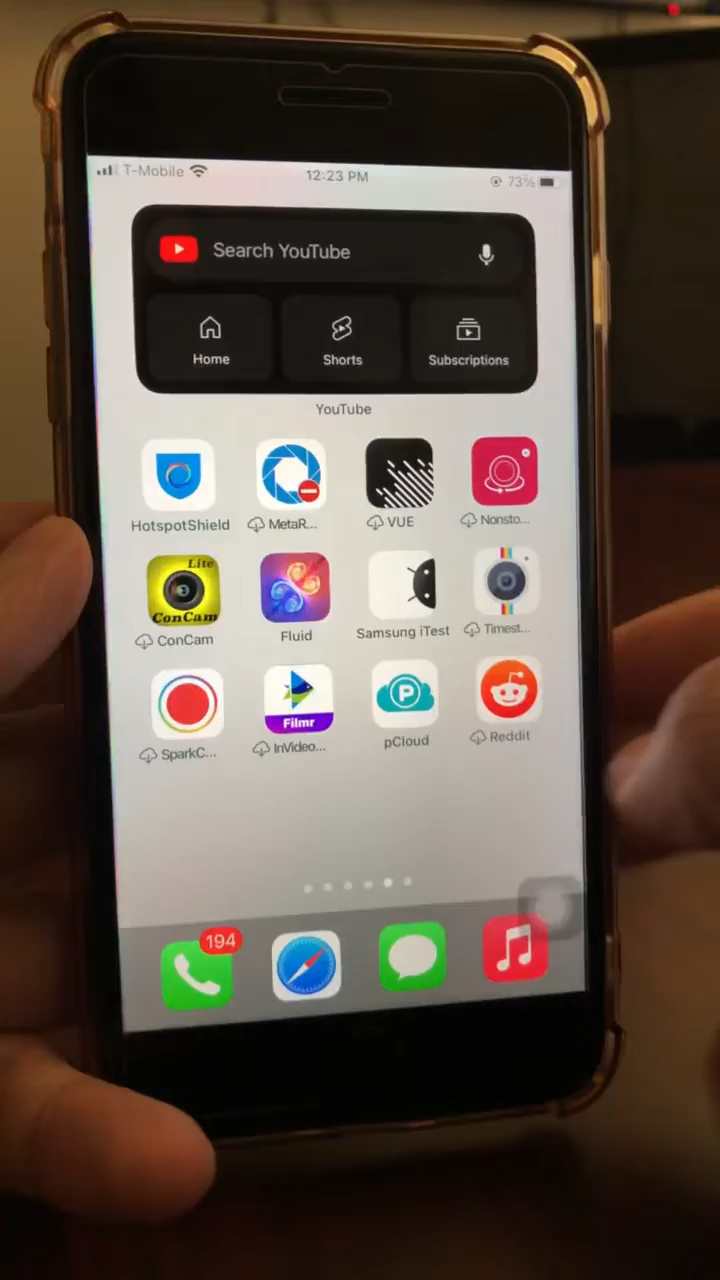 T-Mobile 12:23 PM 73%
Search YouTube
Home Shorts Subscriptions
YouTube
HotspotShield MetaR... VUE Nonsto...
Lite
ConCam
ConCam Fluid Samsung iTest Timest...
Filmr
P
SparkC... InVideo... pCloud Reddit
194